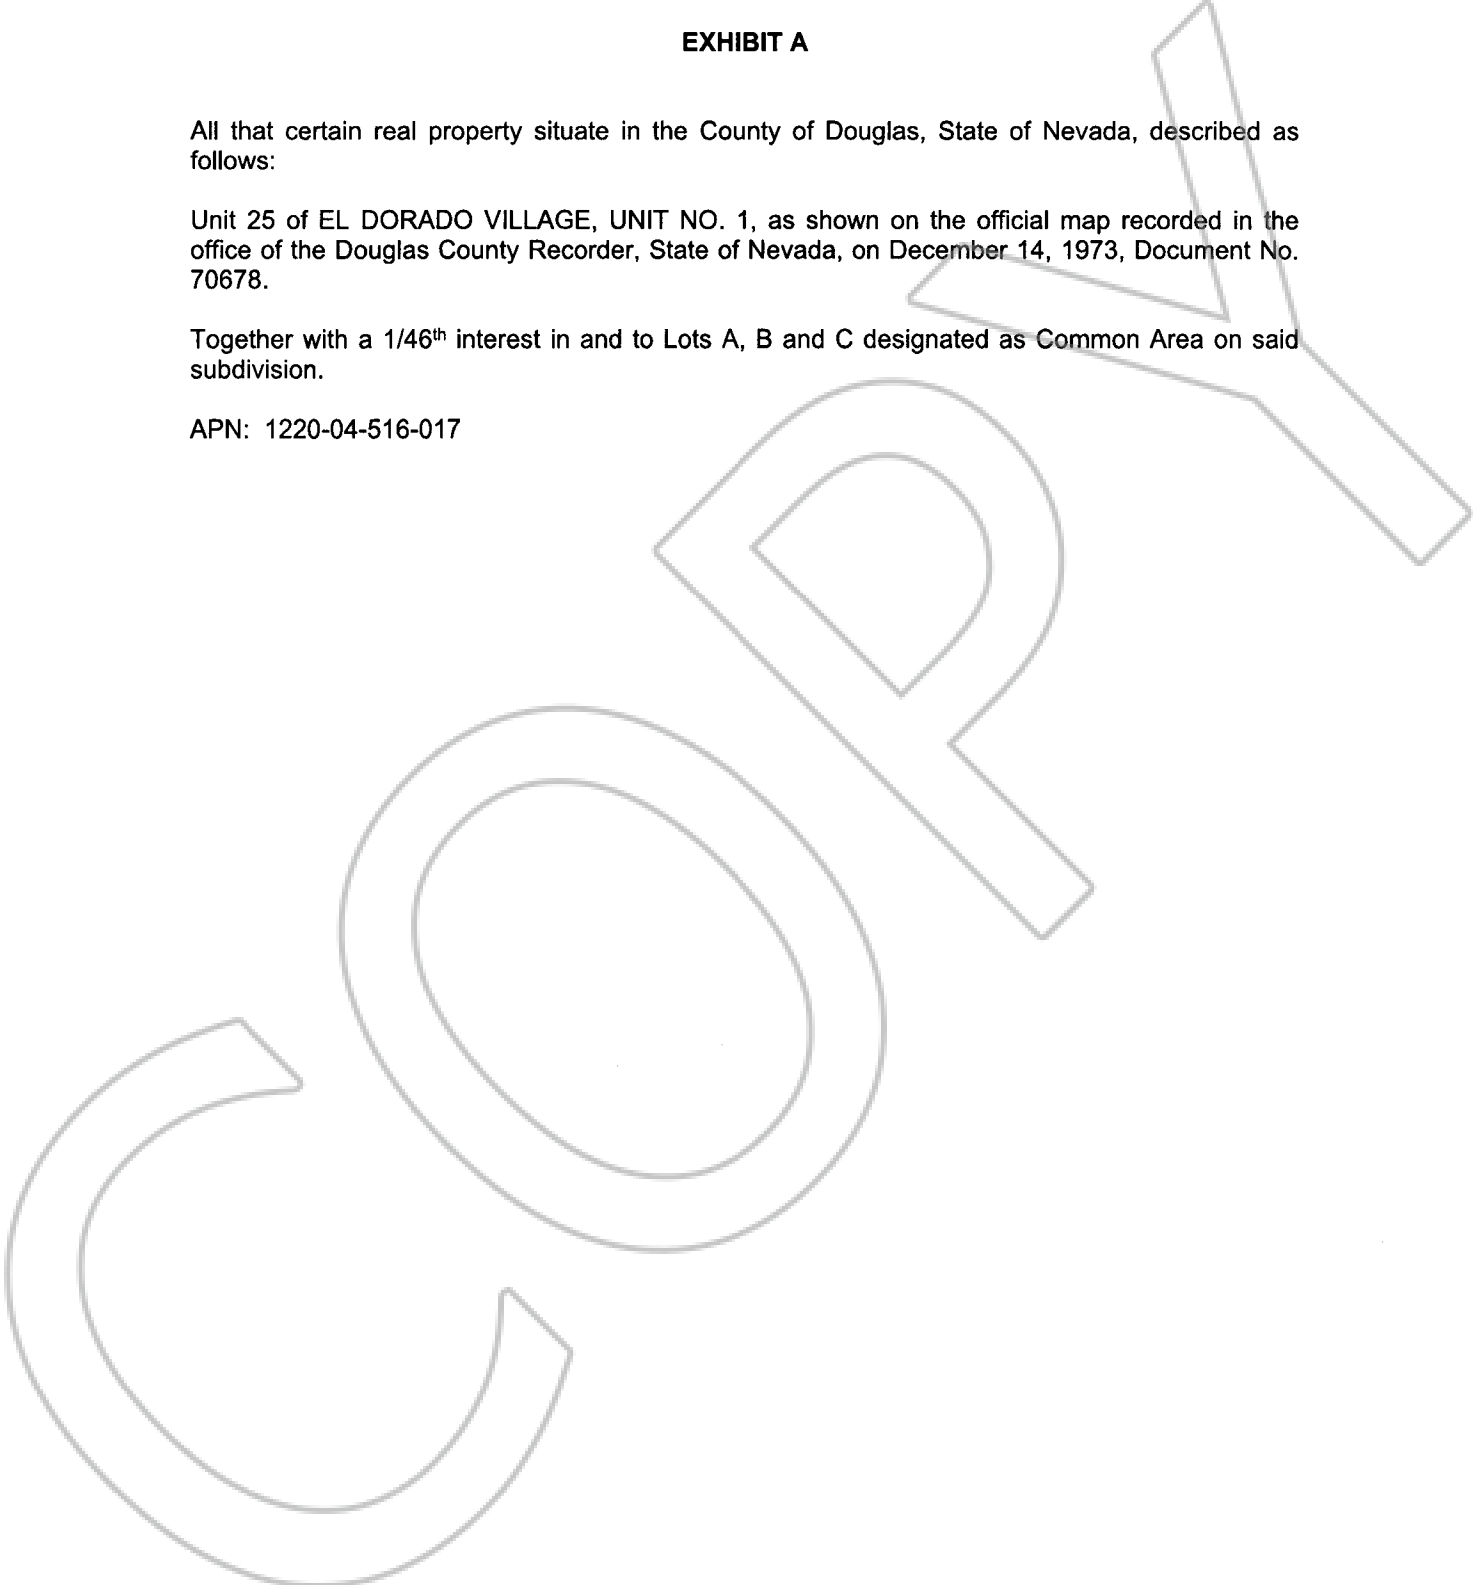 EXHIBIT A
All that certain real property situate in the County of Douglas, State of Nevada, described as
follows:
Unit 25 of EL DORADO VILLAGE, UNIT NO. 1, as shown on the official map recorded in the
office of the Douglas County Recorder, State of Nevada, on December 14, 1973, Document No.
70678.
Together with a 1/46th interest in and to Lots A, B and C designated as Common Area on said
subdivision.
APN: 1220-04-516-017
COPY